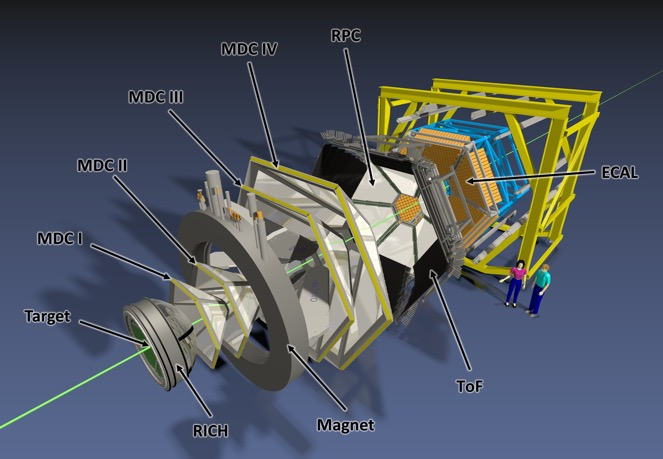 RPC
MDC IV
MDC III
MDC II
ECAL
MDC I
Target
ToF
RICH
Magnet